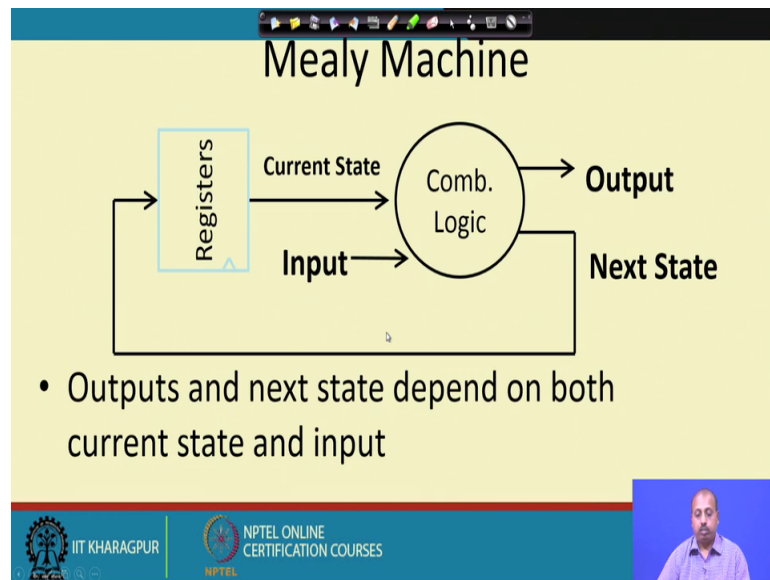 Mealy Machine
Registers
Current State
Comb.
Logic
Output
Input
Next State
• Outputs and next state depend on both
current state and input
IIT KHARAGPUR
NPTEL
NPTEL ONLINE
CERTIFICATION COURSES